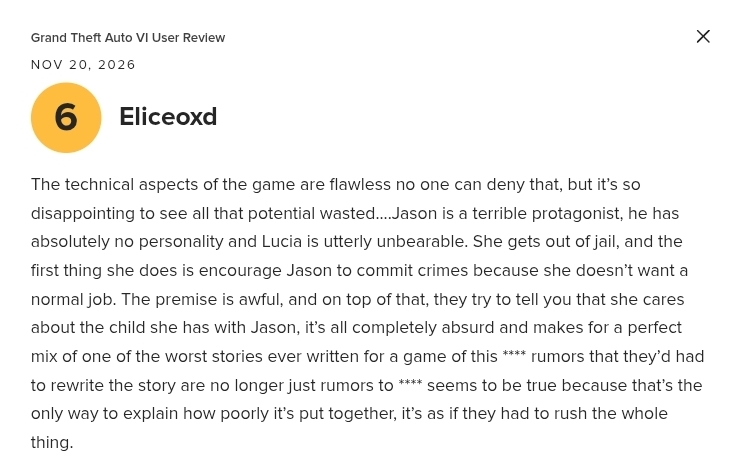 Grand Theft Auto VI User Review
NOV 20, 2026
6
Eliceoxd
The technical aspects of the game are flawless no one can deny that, but it's so
disappointing to see all that potential wasted....Jason is a terrible protagonist, he has
absolutely no personality and Lucia is utterly unbearable. She gets out of jail, and the
first thing she does is encourage Jason to commit crimes because she doesn't want a
normal job. The premise is awful, and on top of that, they try to tell you that she cares
about the child she has with Jason, it's all completely absurd and makes for a perfect
mix of one of the worst stories ever written for a game of this **** rumors that they'd had
to rewrite the story are no longer just rumors to **** seems to be true because that's the
only way to explain how poorly it's put together, it's as if they had to rush the whole
thing.